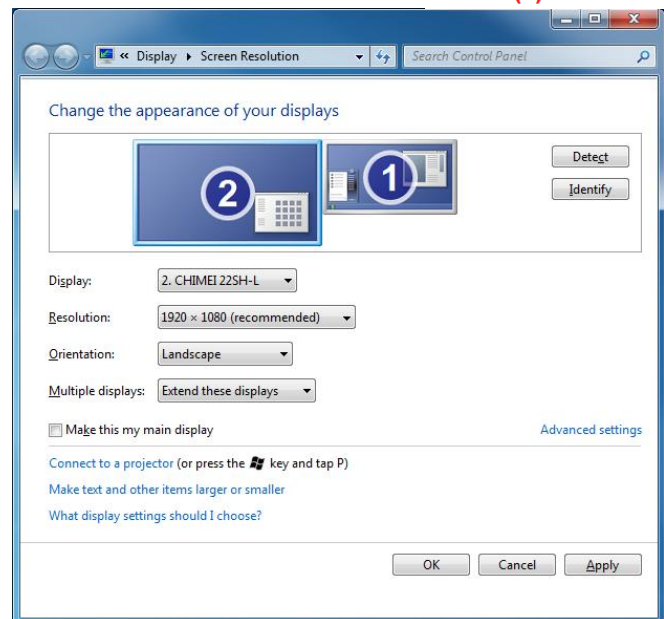 « Display ▸ Screen Resolution
Search Control Panel
Change the appearance of your displays
2
1
Detect
Identify
Display:
2. CHIMEI 22SH-L
Resolution:
1920 × 1080 (recommended)
Orientation:
Landscape
Multiple displays:
Extend these displays
Make this my main display
Advanced settings
Connect to a projector (or press the key and tap P)
Make text and other items larger or smaller
What display settings should I choose?
OK
Cancel
Apply